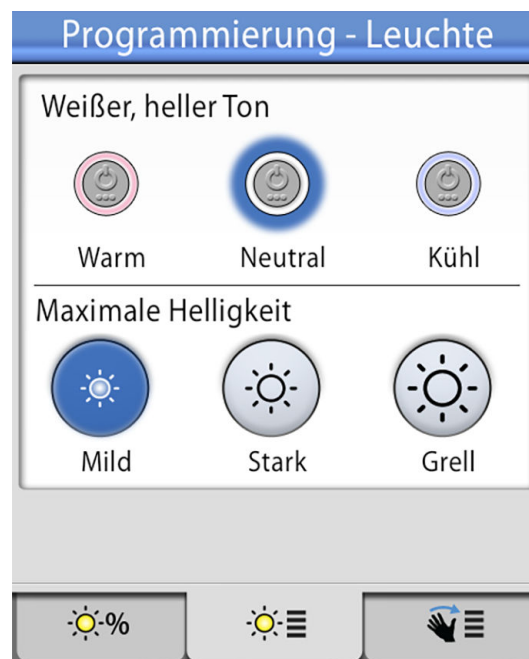 Programmierung - Leuchte
Weißer, heller Ton
Warm Neutral Kühl
Maximale Helligkeit
Mild Stark Grell
%